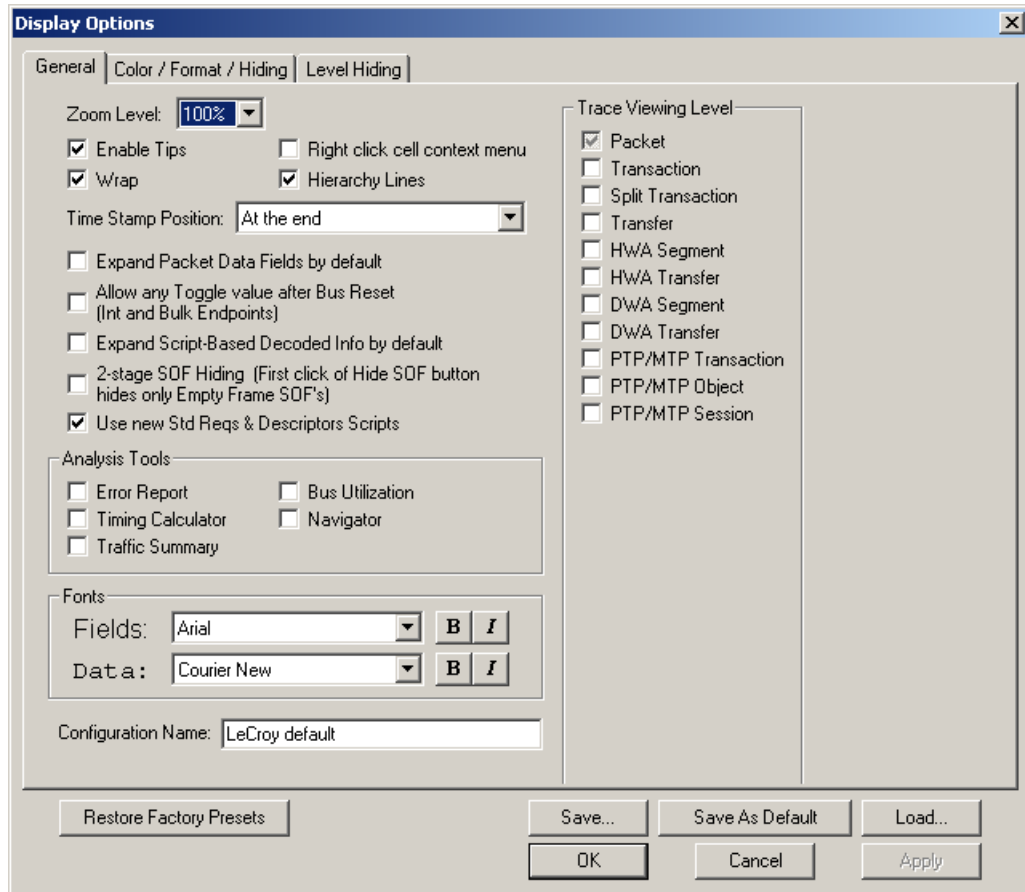 Display Options
General
Color / Format / Hiding
Level Hiding
Zoom Level: 100%
Enable Tips
Right click cell context menu
Wrap
Hierarchy Lines
Time Stamp Position: At the end
Expand Packet Data Fields by default
Allow any Toggle value after Bus Reset
(Int and Bulk Endpoints)
Expand Script-Based Decoded Info by default
2-stage SOF Hiding (First click of Hide SOF button
hides only Empty Frame SOF's)
Use new Std Reqs & Descriptors Scripts
Analysis Tools
Error Report
Bus Utilization
Timing Calculator
Navigator
Traffic Summary
Fonts
Fields: Arial B I
Data: Courier New B I
Configuration Name: LeCroy default
Trace Viewing Level
Packet
Transaction
Split Transaction
Transfer
HWA Segment
HWA Transfer
DWA Segment
DWA Transfer
PTP/MTP Transaction
PTP/MTP Object
PTP/MTP Session
Restore Factory Presets
Save...
Save As Default
Load...
OK
Cancel
Apply